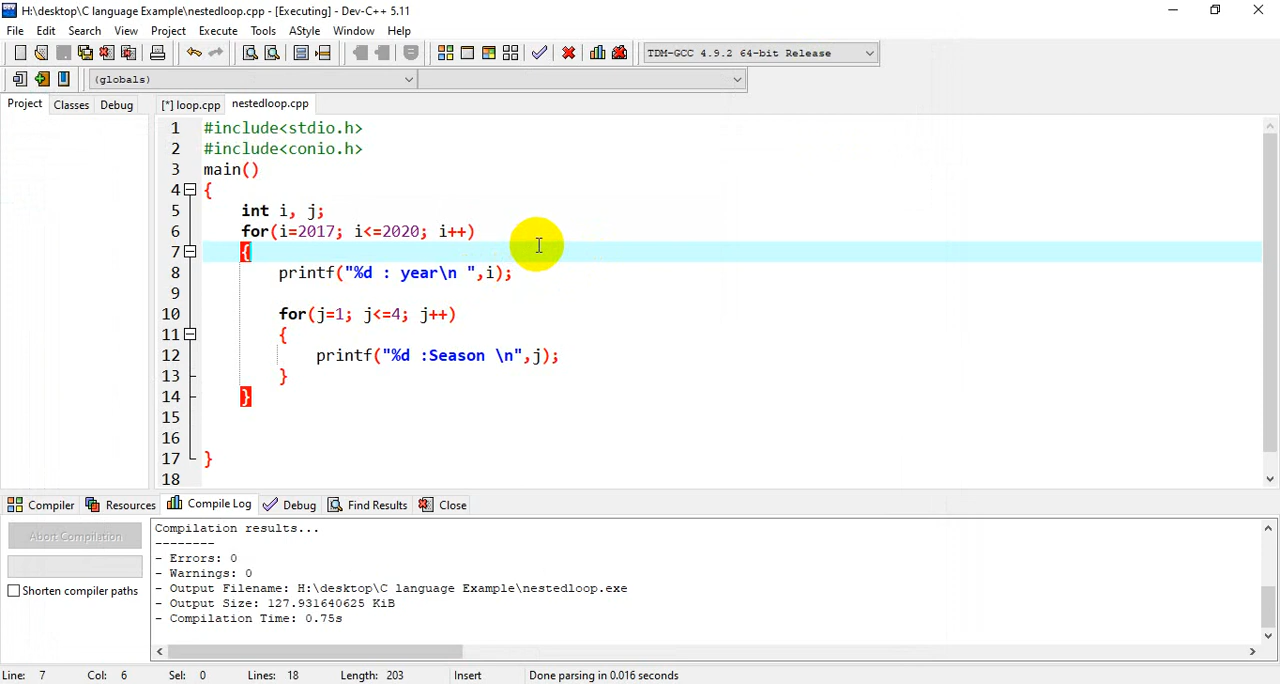 H:\desktop\C language Example\nestedloop.cpp - [Executing] - Dev-C++ 5.11
File Edit Search View Project Execute Tools AStyle Window Help
TDM-GCC 4.9.2 64-bit Release
(globals)
Project Classes Debug [*] loop.cpp nestedloop.cpp
1 #include<stdio.h>
2 #include<conio.h>
3 main()
4 {
5 int i, j;
6 for(i=2017; i<=2020; i++)
7 {
8 printf("%d : year\n ",i);
9
10 for(j=1; j<=4; j++)
11 {
12 printf("%d :Season \n",j);
13 }
14 }
15
16
17 }
18
Compiler Resources Compile Log Debug Find Results Close
Abort Compilation
Shorten compiler paths
Compilation results...
--------
- Errors: 0
- Warnings: 0
- Output Filename: H:\desktop\C language Example\nestedloop.exe
- Output Size: 127.931640625 KiB
- Compilation Time: 0.75s
Line: 7 Col: 6 Sel: 0 Lines: 18 Length: 203 Insert Done parsing in 0.016 seconds